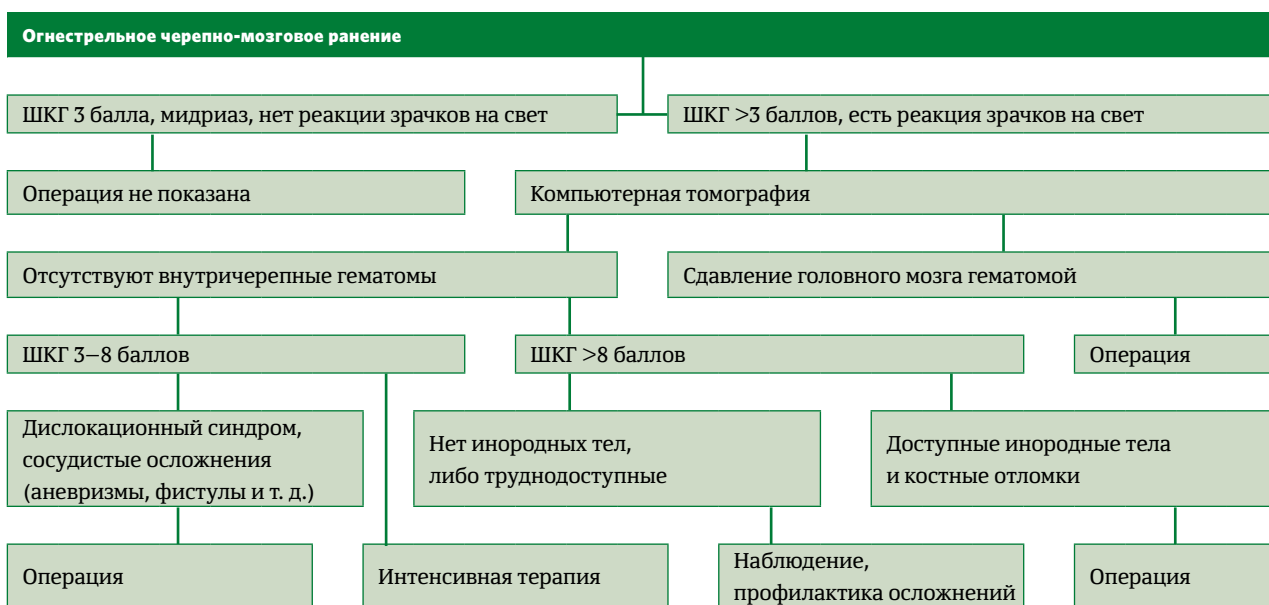 Огнестрельное черепно-мозговое ранение
ШКГ 3 балла, мидриаз, нет реакции зрачков на свет
ШКГ >3 баллов, есть реакция зрачков на свет
Операция не показана
Компьютерная томография
Отсутствуют внутричерепные гематомы
Сдавление головного мозга гематомой
ШКГ 3–8 баллов
ШКГ >8 баллов
Операция
Дислокационный синдром,
сосудистые осложнения
(аневризмы, фистулы и т. д.)
Нет инородных тел,
либо труднодоступные
Доступные инородные тела
и костные отломки
Операция
Интенсивная терапия
Наблюдение,
профилактика осложнений
Операция